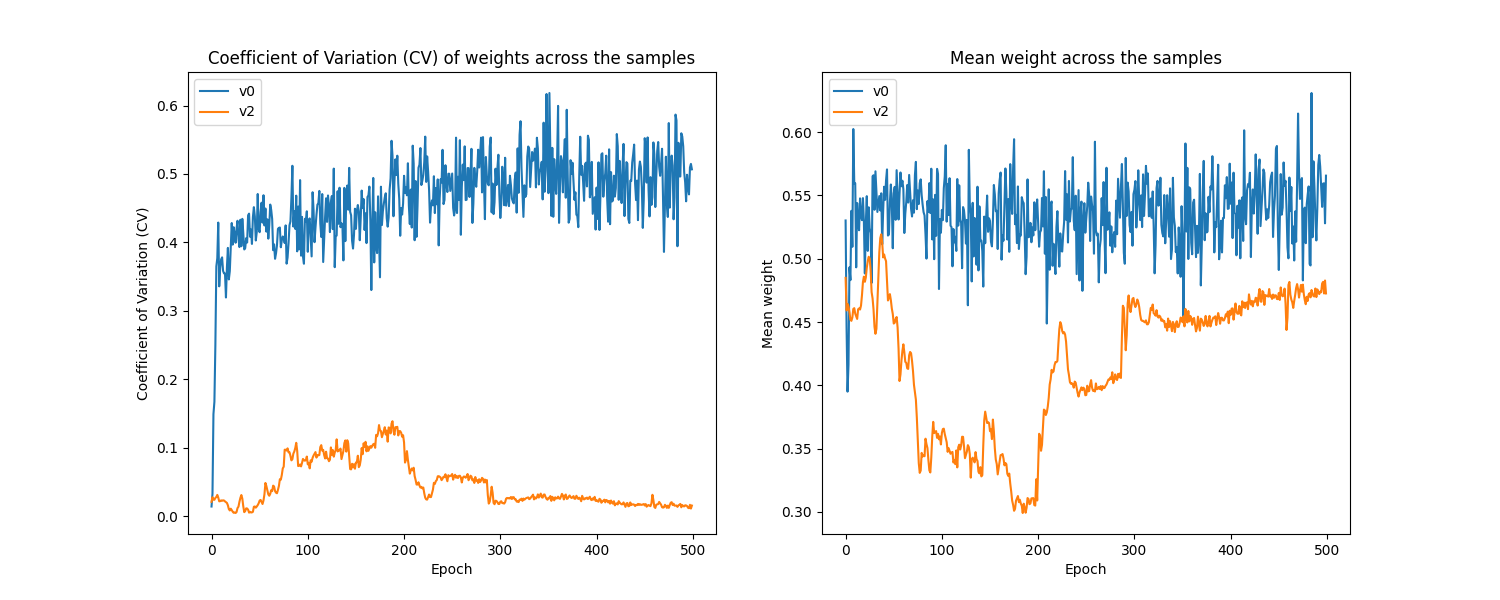 Coefficient of Variation (CV) of weights across the samples
v0
v2
Coefficient of Variation (CV)
0.6
0.5
0.4
0.3
0.2
0.1
0.0
0
100
200
300
400
500
Epoch
Mean weight across the samples
v0
v2
Mean weight
0.60
0.55
0.50
0.45
0.40
0.35
0.30
0
100
200
300
400
500
Epoch